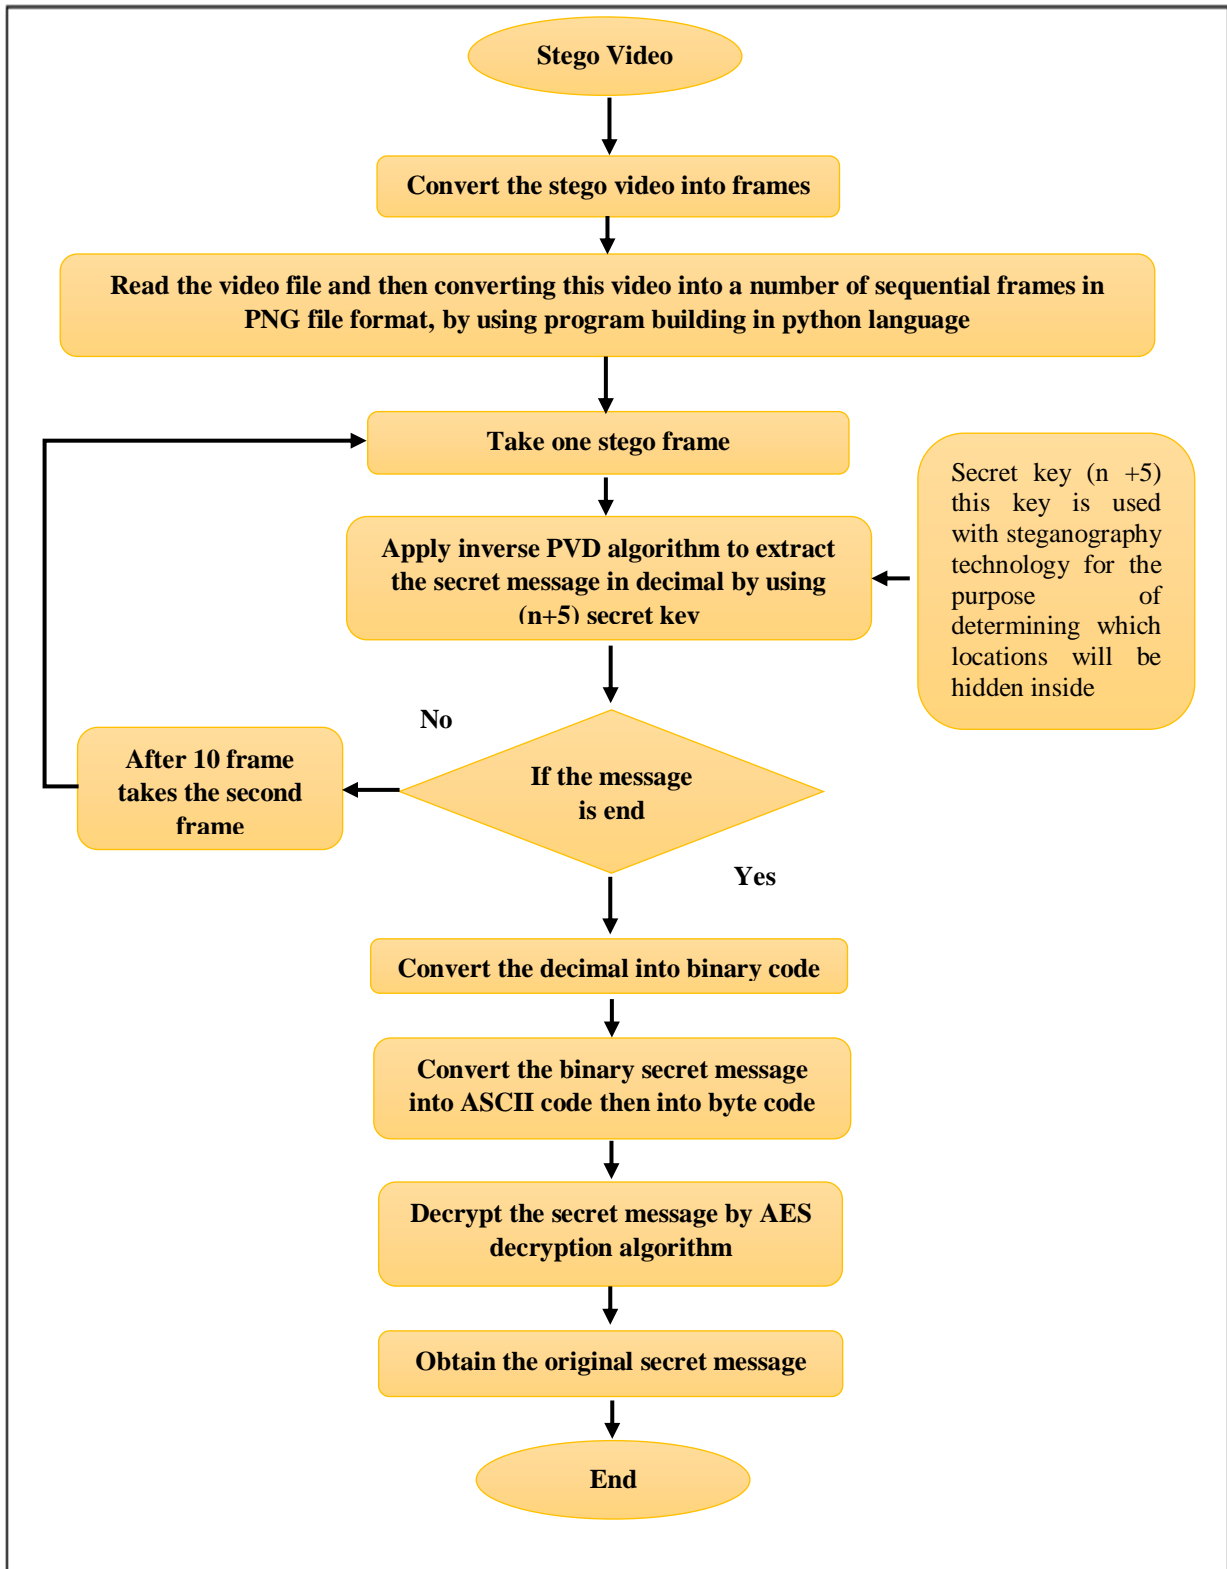 Stego Video
Convert the stego video into frames
Read the video file and then converting this video into a number of sequential frames in
PNG file format, by using program building in python language
Take one stego frame
Apply inverse PVD algorithm to extract
the secret message in decimal by using
(n+5) secret key
Secret key (n +5)
this key is used
with steganography
technology for the
purpose of
determining which
locations will be
hidden inside
No
After 10 frame
takes the second
frame
If the message
is end
Yes
Convert the decimal into binary code
Convert the binary secret message
into ASCII code then into byte code
Decrypt the secret message by AES
decryption algorithm
Obtain the original secret message
End